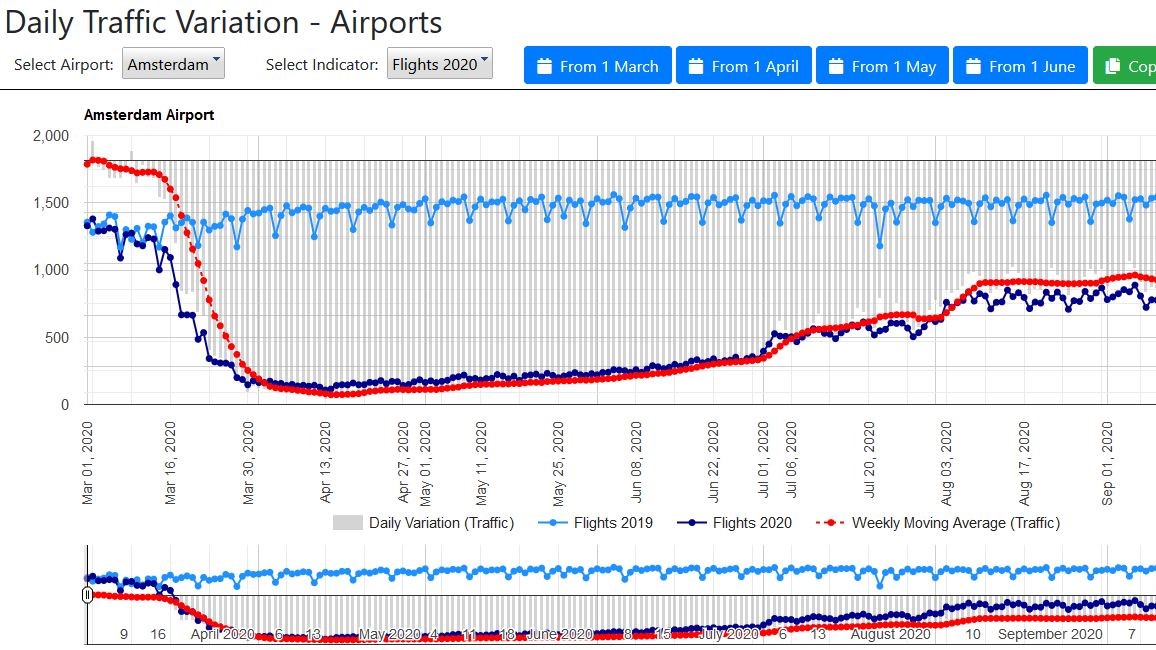 Daily Traffic Variation - Airports
Select Airport: Amsterdam Select Indicator: Flights 2020 From 1 March From 1 April From 1 May From 1 June Cop
Amsterdam Airport
2,000
1,500
1,000
500
0
Mar 01, 2020 Mar 16, 2020 Mar 30, 2020 Apr 13, 2020 Apr 27, 2020 May 01, 2020 May 11, 2020 May 25, 2020 Jun 08, 2020 Jun 22, 2020 Jul 01, 2020 Jul 06, 2020 Jul 20, 2020 Aug 03, 2020 Aug 17, 2020 Sep 01, 2020
Daily Variation (Traffic) Flights 2019 Flights 2020 Weekly Moving Average (Traffic)
9 16 April 2020 6 13 May 2020 4 11 18 June 2020 8 15 July 2020 6 13 August 2020 10 September 2020 7